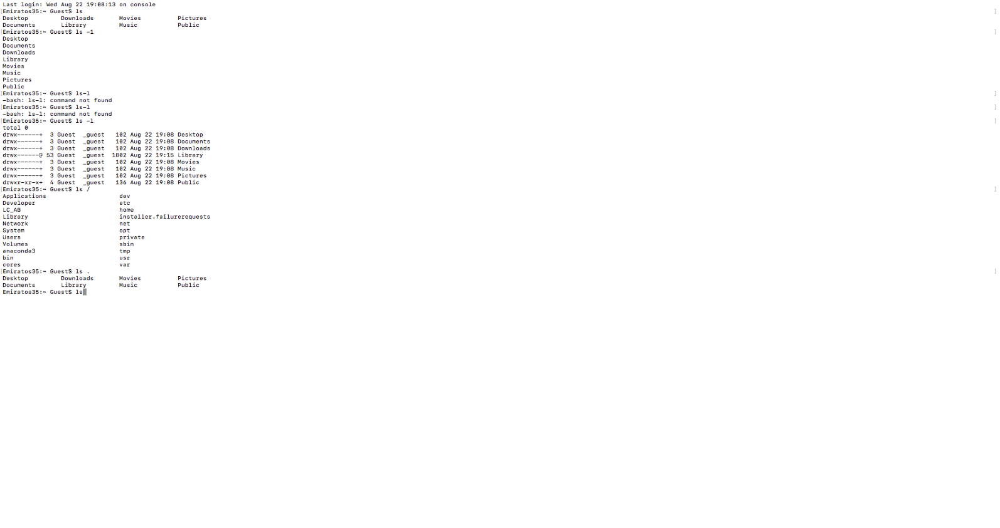 Last login: Wed Aug 22 19:08:13 on console
[Emiratos35:~ Guest$ ls ]
Desktop Downloads Movies Pictures
Documents Library Music Public
[Emiratos35:~ Guest$ ls -1 ]
Desktop
Documents
Downloads
Library
Movies
Music
Pictures
Public
[Emiratos35:~ Guest$ ls-l ]
-bash: ls-l: command not found
[Emiratos35:~ Guest$ ls-l ]
-bash: ls-l: command not found
[Emiratos35:~ Guest$ ls -l ]
total 0
drwx------+ 3 Guest _guest 102 Aug 22 19:08 Desktop
drwx------+ 3 Guest _guest 102 Aug 22 19:08 Documents
drwx------+ 3 Guest _guest 102 Aug 22 19:08 Downloads
drwx------@ 53 Guest _guest 1802 Aug 22 19:15 Library
drwx------+ 3 Guest _guest 102 Aug 22 19:08 Movies
drwx------+ 3 Guest _guest 102 Aug 22 19:08 Music
drwx------+ 3 Guest _guest 102 Aug 22 19:08 Pictures
drwxr-xr-x+ 4 Guest _guest 136 Aug 22 19:08 Public
[Emiratos35:~ Guest$ ls / ]
Applications dev
Developer etc
LC_AB home
Library installer.failurerequests
Network net
System opt
Users private
Volumes sbin
anaconda3 tmp
bin usr
cores var
[Emiratos35:~ Guest$ ls . ]
Desktop Downloads Movies Pictures
Documents Library Music Public
Emiratos35:~ Guest$ ls